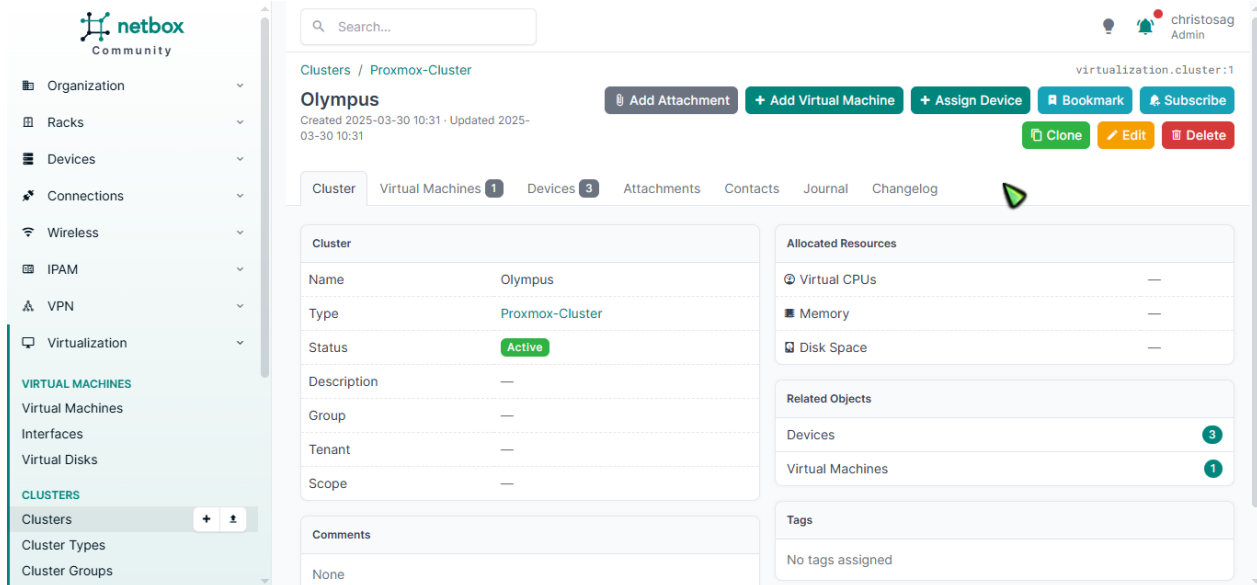 netbox
Community
Organization
Racks
Devices
Connections
Wireless
IPAM
VPN
Virtualization
VIRTUAL MACHINES
Virtual Machines
Interfaces
Virtual Disks
CLUSTERS
Clusters
Cluster Types
Cluster Groups
Search...
christosag
Admin
Clusters / Proxmox-Cluster
virtualization.cluster:1
Olympus
Created 2025-03-30 10:31 · Updated 2025-
03-30 10:31
Add Attachment + Add Virtual Machine + Assign Device Bookmark Subscribe
Clone Edit Delete
Cluster Virtual Machines 1 Devices 3 Attachments Contacts Journal Changelog
Cluster
Name Olympus
Type Proxmox-Cluster
Status Active
Description —
Group —
Tenant —
Scope —
Comments
None
Allocated Resources
Virtual CPUs —
Memory —
Disk Space —
Related Objects
Devices 3
Virtual Machines 1
Tags
No tags assigned